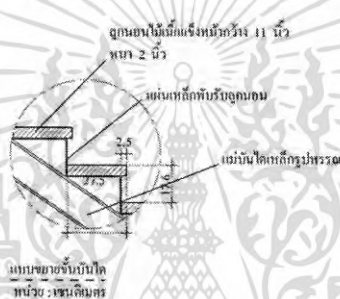 ลูกนอนไม้เนื้อแข็งหน้ากว้าง 11 นิ้ว
หนา 2 นิ้ว
แผ่นเหล็กพับรับลูกนอน
2.5
แม่บันไดเหล็กรูปพรรณ
27.5
17.6
แบบขยายขั้นบันได
หน่วย : เซนติเมตร